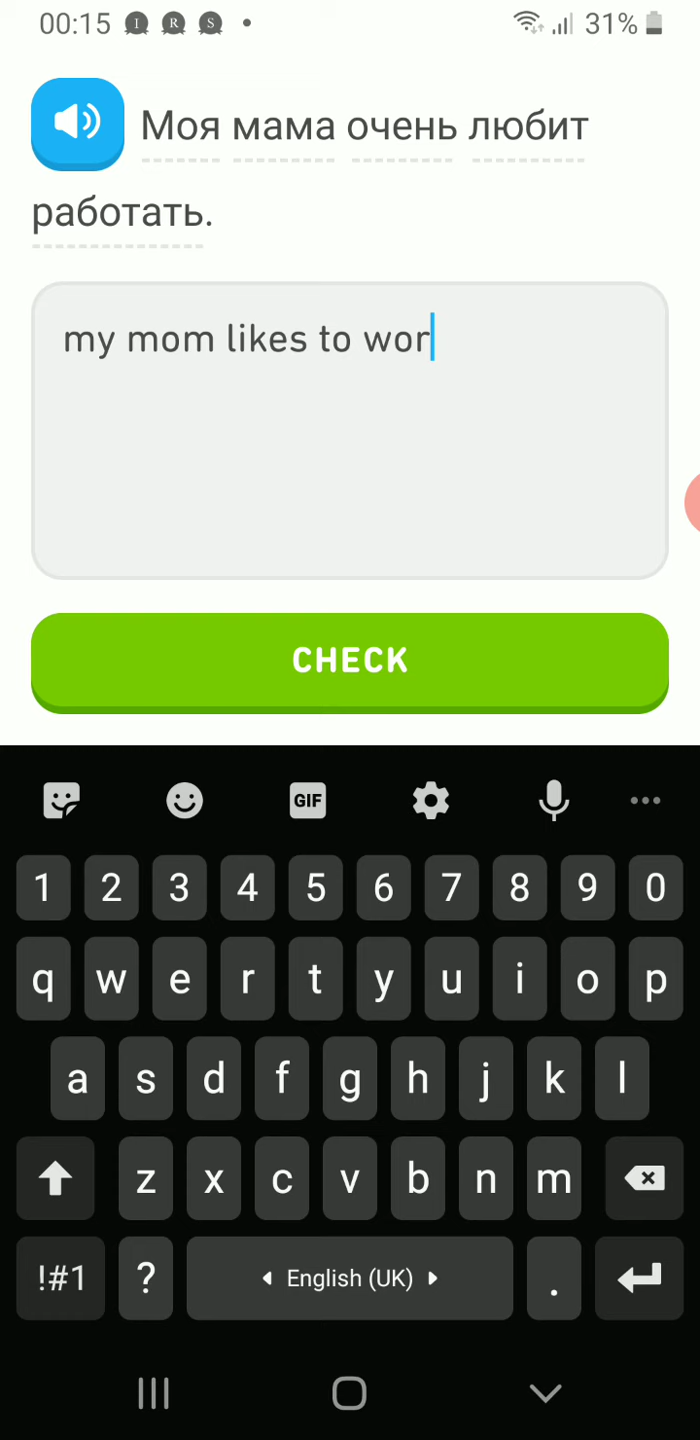 00:15 I R S • 31%
Моя мама очень любит
работать.
my mom likes to wor
CHECK
GIF
1 2 3 4 5 6 7 8 9 0
q w e r t y u i o p
a s d f g h j k l
z x c v b n m
!#1 ? English (UK) .